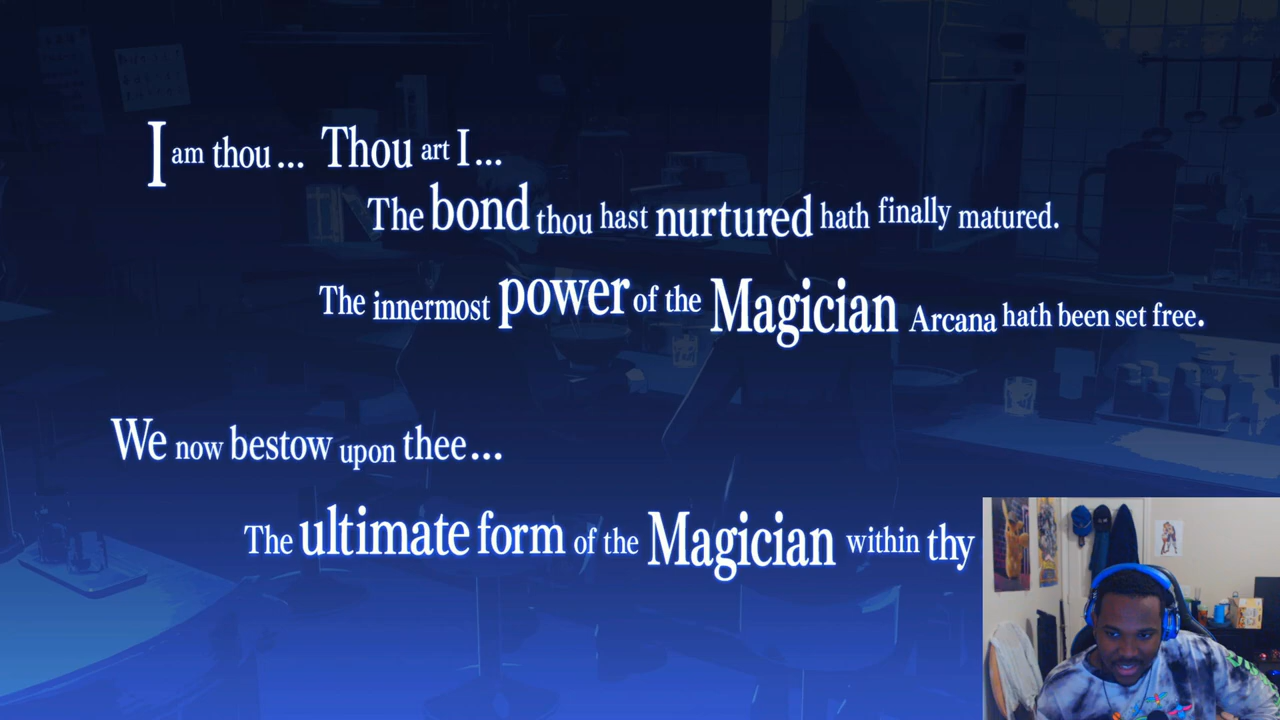 I am thou... Thou art I...
The bond thou hast nurtured hath finally matured.
The innermost power of the Magician Arcana hath been set free.
We now bestow upon thee...
The ultimate form of the Magician within thy